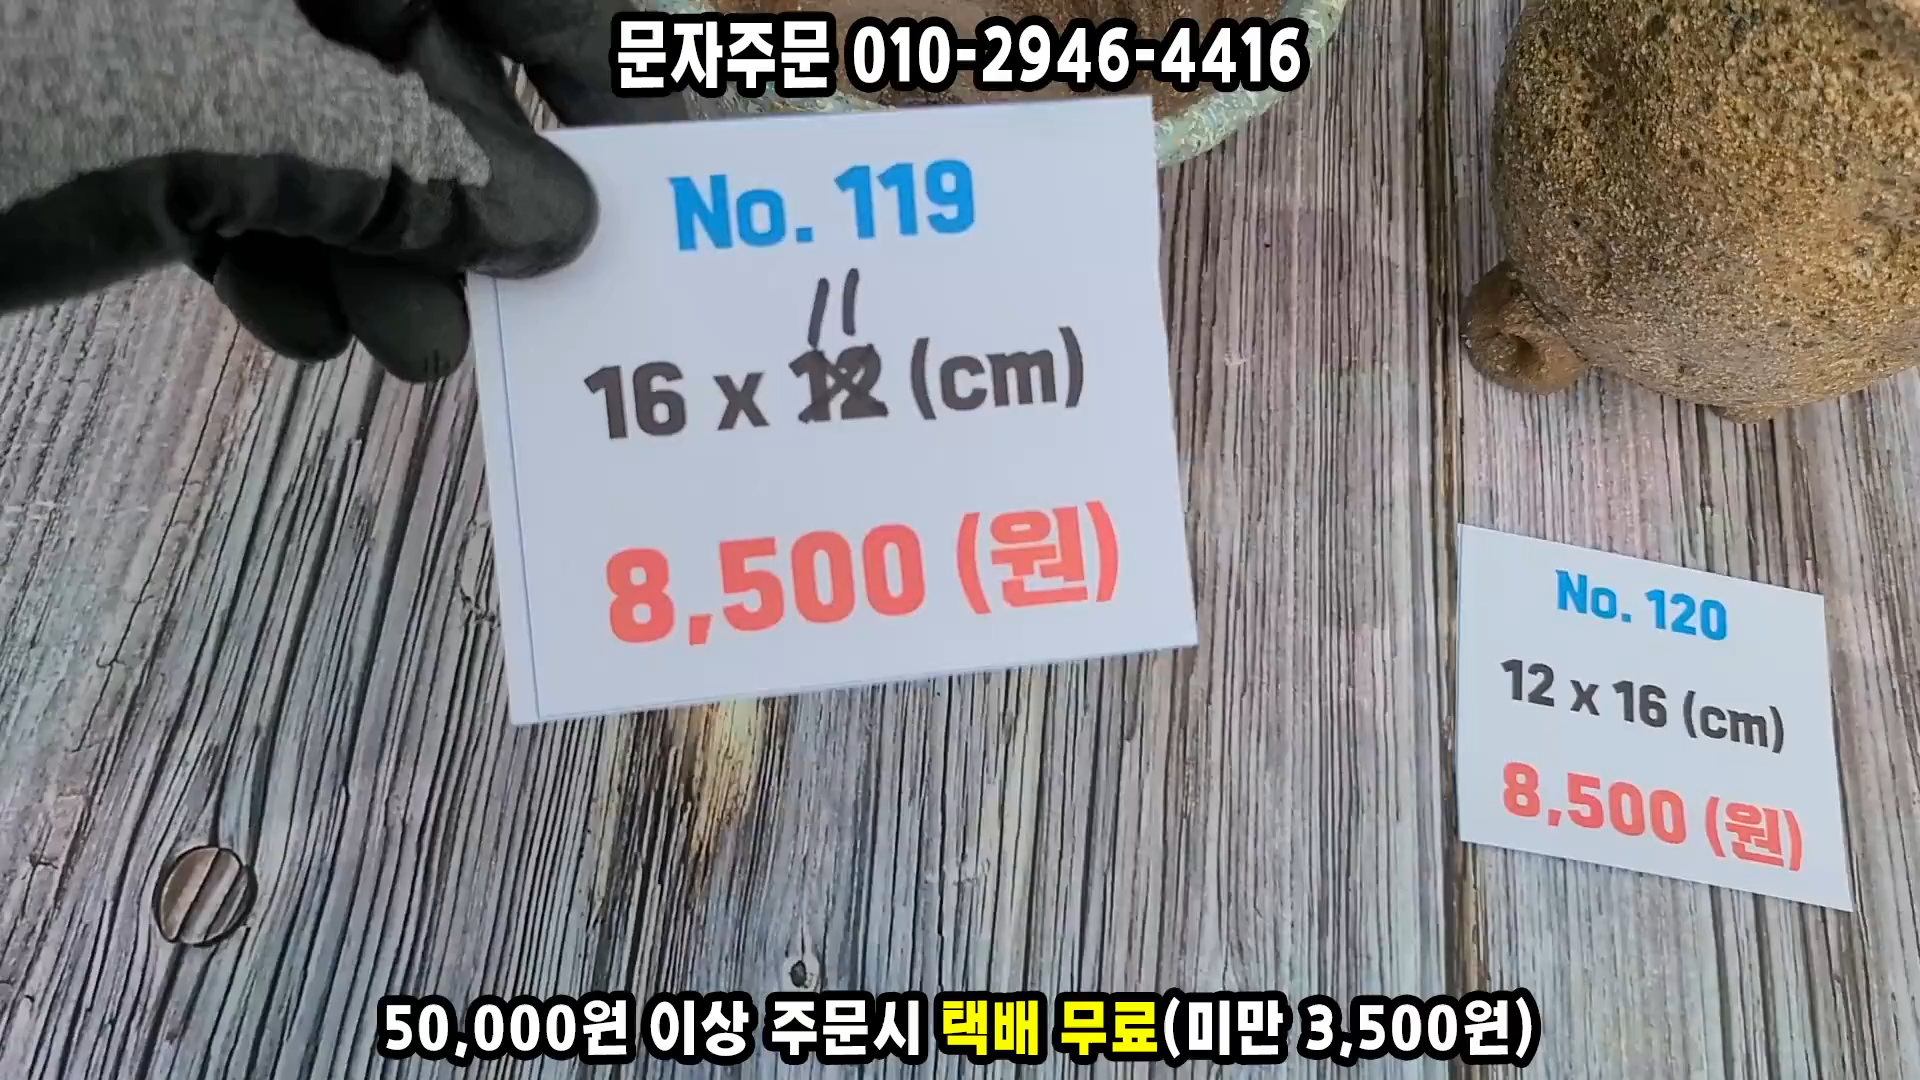 문자주문 010-2946-4416
No. 119
11
16 x 12 (cm)
8,500 (원)
No. 120
12 x 16 (cm)
8,500 (원)
50,000원 이상 주문시 택배 무료(미만 3,500원)